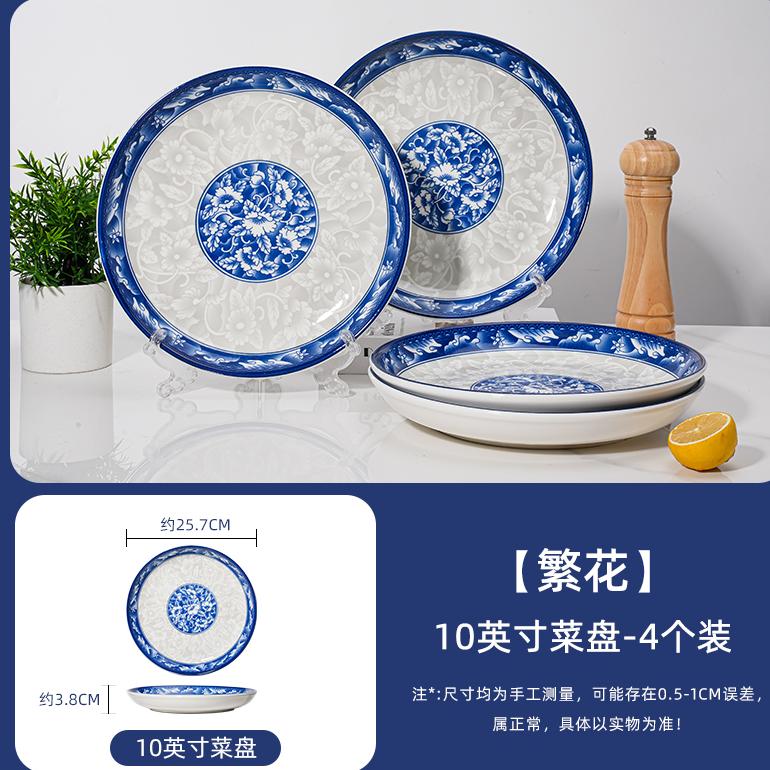 约25.7CM
约3.8CM
10英寸菜盘
【繁花】
10英寸菜盘-4个装
注*:尺寸均为手工测量，可能存在0.5-1CM误差，
属正常，具体以实物为准！